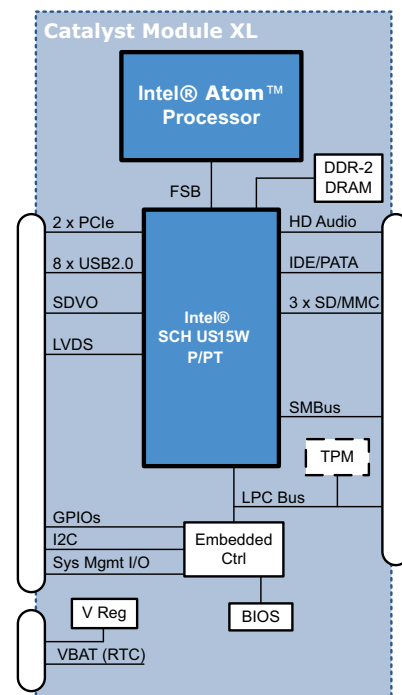 Catalyst Module XL
Intel® Atom™
Processor
FSB
DDR-2
DRAM
2 x PCIe
8 x USB2.0
SDVO
LVDS
Intel®
SCH US15W
P/PT
HD Audio
IDE/PATA
3 x SD/MMC
SMBus
TPM
LPC Bus
GPIOs
I2C
Sys Mgmt I/O
Embedded
Ctrl
BIOS
V Reg
VBAT (RTC)